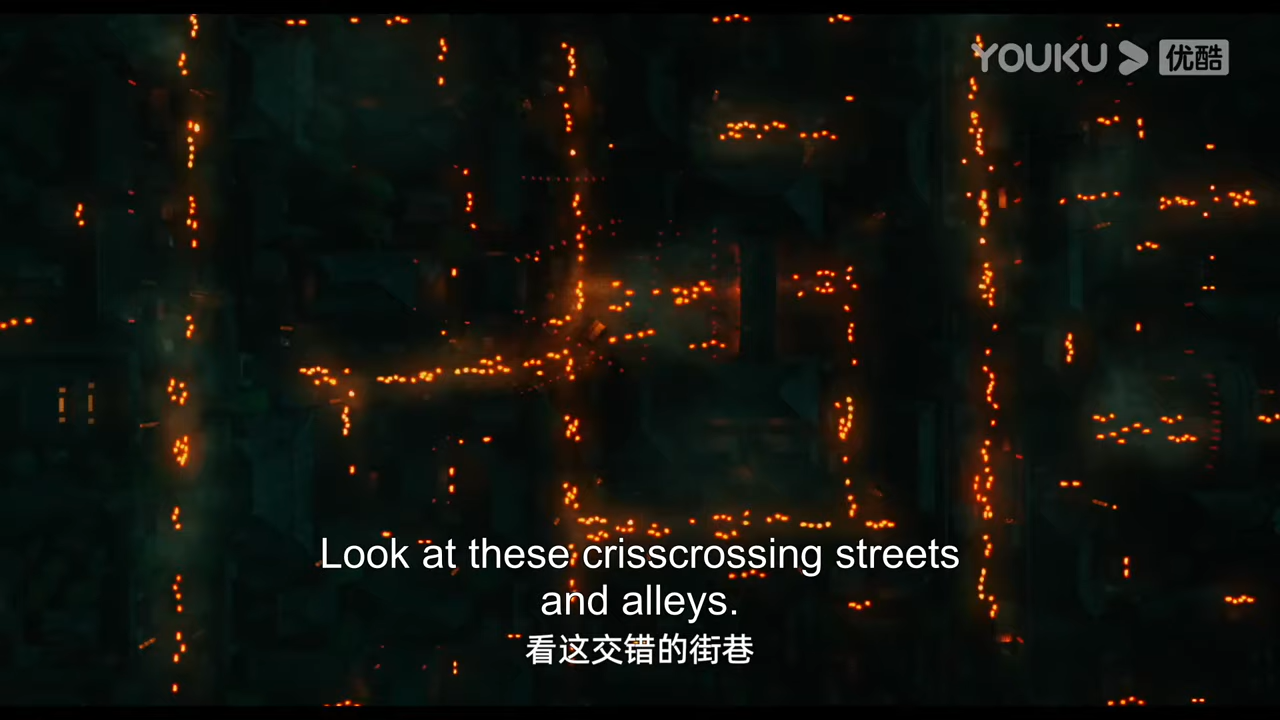 YOUKU 优酷
Look at these crisscrossing streets
and alleys.
看这交错的街巷